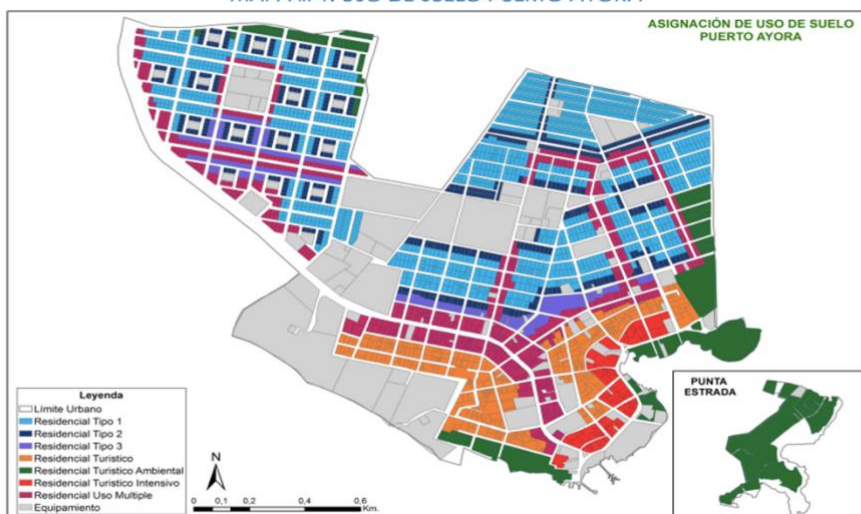 ASIGNACIÓN DE USO DE SUELO
PUERTO AYORA
Leyenda
Límite Urbano
Residencial Tipo 1
Residencial Tipo 2
Residencial Tipo 3
Residencial Turistico
Residencial Turistico Ambiental
Residencial Turistico Intensivo
Residencial Uso Multiple
Equipamiento
N
0 0,1 0,2 0,4 0,6
Km.
PUNTA
ESTRADA